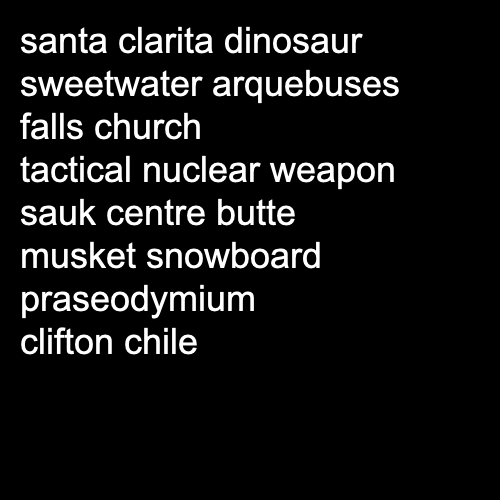 santa clarita dinosaur
sweetwater arquebuses
falls church
tactical nuclear weapon
sauk centre butte
musket snowboard
praseodymium
clifton chile